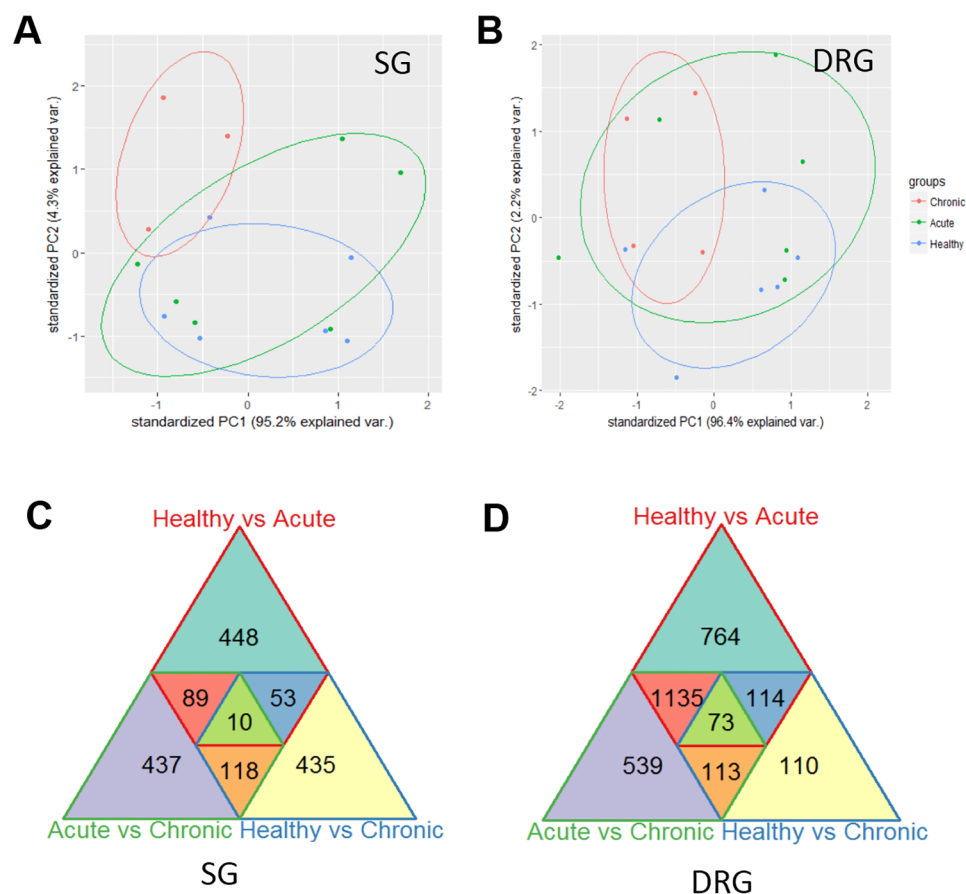 A
SG
standardized PC2 (4.3% explained var.)
2
1
0
-1
-1
0
1
2
standardized PC1 (95.2% explained var.)
B
DRG
standardized PC2 (2.2% explained var.)
2
1
0
-1
-2
-2
-1
0
1
2
standardized PC1 (96.4% explained var.)
groups
Chronic
Acute
Healthy
C
Healthy vs Acute
448
89
53
10
437
118
435
Acute vs Chronic
Healthy vs Chronic
SG
D
Healthy vs Acute
764
1135
114
73
539
113
110
Acute vs Chronic
Healthy vs Chronic
DRG